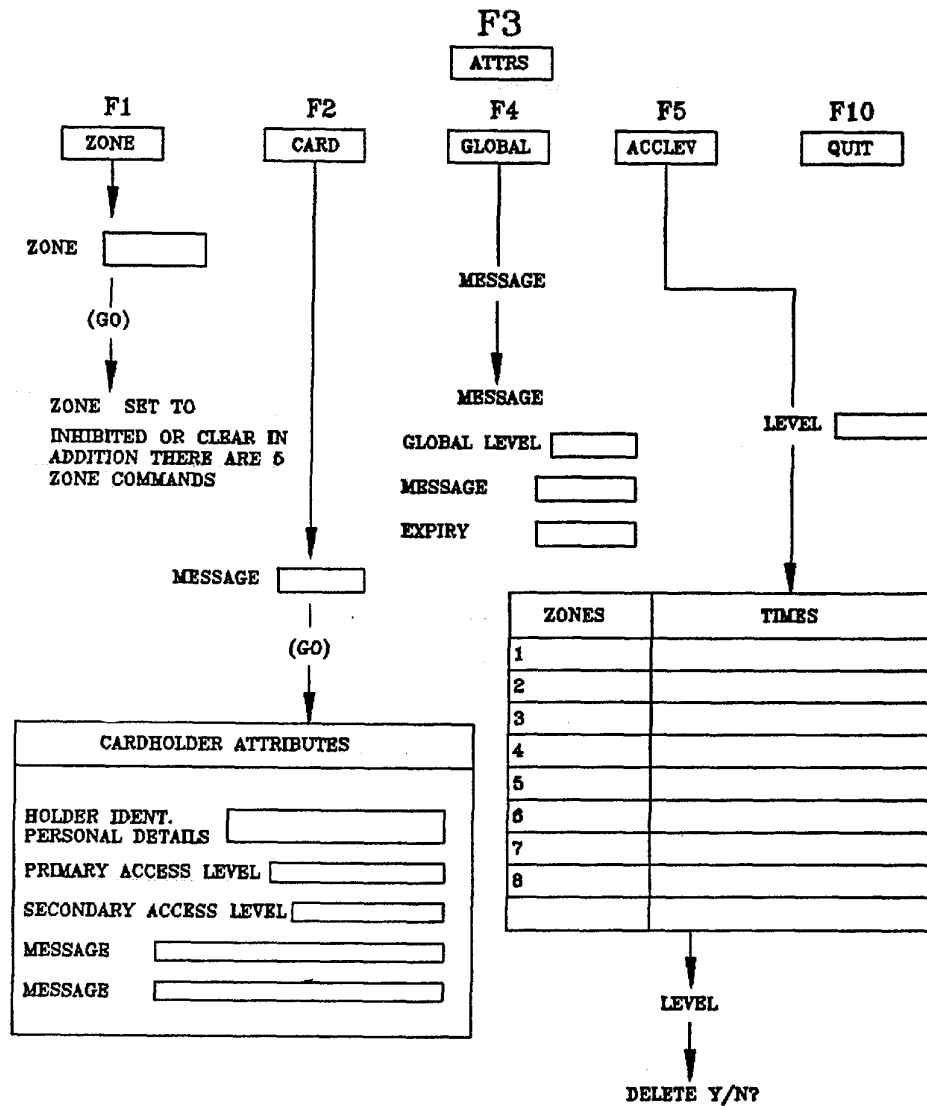 F3
ATTRS
F1
F2
F4
F5
F10
ZONE
CARD
GLOBAL
ACCLEV
QUIT
ZONE
(GO)
ZONE SET TO
INHIBITED OR CLEAR IN
ADDITION THERE ARE 5
ZONE COMMANDS
MESSAGE
(GO)
CARDHOLDER ATTRIBUTES
HOLDER IDENT.
PERSONAL DETAILS
PRIMARY ACCESS LEVEL
SECONDARY ACCESS LEVEL
MESSAGE
MESSAGE
MESSAGE
MESSAGE
GLOBAL LEVEL
MESSAGE
EXPIRY
LEVEL
ZONES TIMES
1
2
3
4
5
6
7
8
LEVEL
DELETE Y/N?